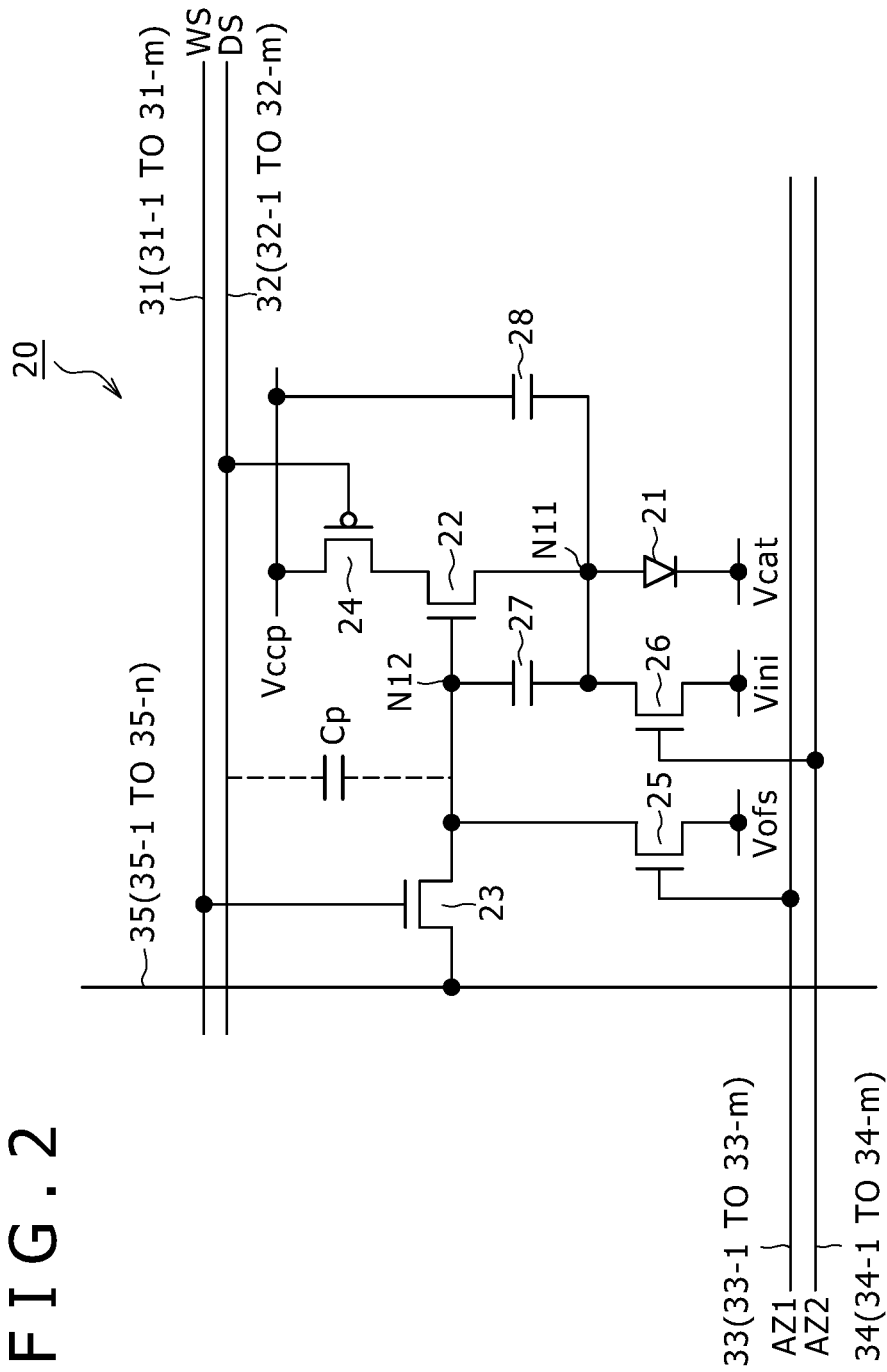 FIG.2
20
35(35-1 TO 35-n)
31(31-1 TO 31-m)
WS
DS
32(32-1 TO 32-m)
Vccp
Cp
24
N12
22
23
27
28
N11
25
26
21
Vofs
Vini
Vcat
33(33-1 TO 33-m)
AZ1
AZ2
34(34-1 TO 34-m)